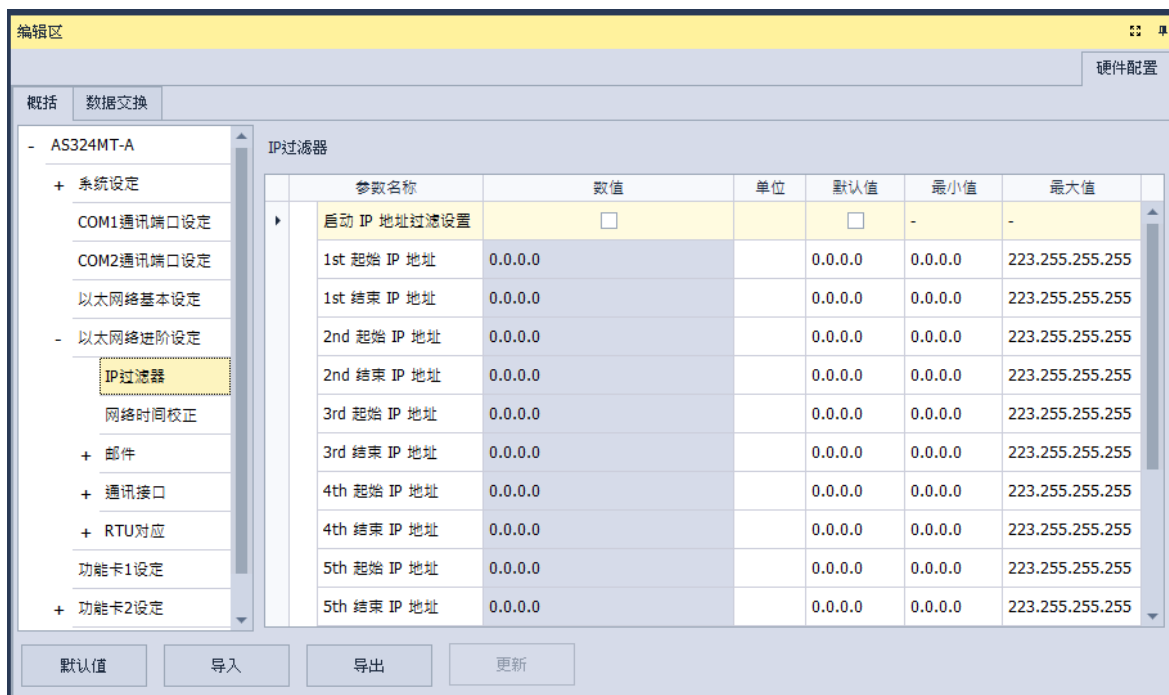 编辑区
硬件配置
概括 数据交换
- AS324MT-A
+ 系统设定
COM1通讯端口设定
COM2通讯端口设定
以太网络基本设定
- 以太网络进阶设定
IP过滤器
网络时间校正
+ 邮件
+ 通讯接口
+ RTU对应
功能卡1设定
+ 功能卡2设定
IP过滤器
参数名称 数值 单位 默认值 最小值 最大值
启动 IP 地址过滤设置 - -
1st 起始 IP 地址 0.0.0.0 0.0.0.0 0.0.0.0 223.255.255.255
1st 结束 IP 地址 0.0.0.0 0.0.0.0 0.0.0.0 223.255.255.255
2nd 起始 IP 地址 0.0.0.0 0.0.0.0 0.0.0.0 223.255.255.255
2nd 结束 IP 地址 0.0.0.0 0.0.0.0 0.0.0.0 223.255.255.255
3rd 起始 IP 地址 0.0.0.0 0.0.0.0 0.0.0.0 223.255.255.255
3rd 结束 IP 地址 0.0.0.0 0.0.0.0 0.0.0.0 223.255.255.255
4th 起始 IP 地址 0.0.0.0 0.0.0.0 0.0.0.0 223.255.255.255
4th 结束 IP 地址 0.0.0.0 0.0.0.0 0.0.0.0 223.255.255.255
5th 起始 IP 地址 0.0.0.0 0.0.0.0 0.0.0.0 223.255.255.255
5th 结束 IP 地址 0.0.0.0 0.0.0.0 0.0.0.0 223.255.255.255
默认值 导入 导出 更新